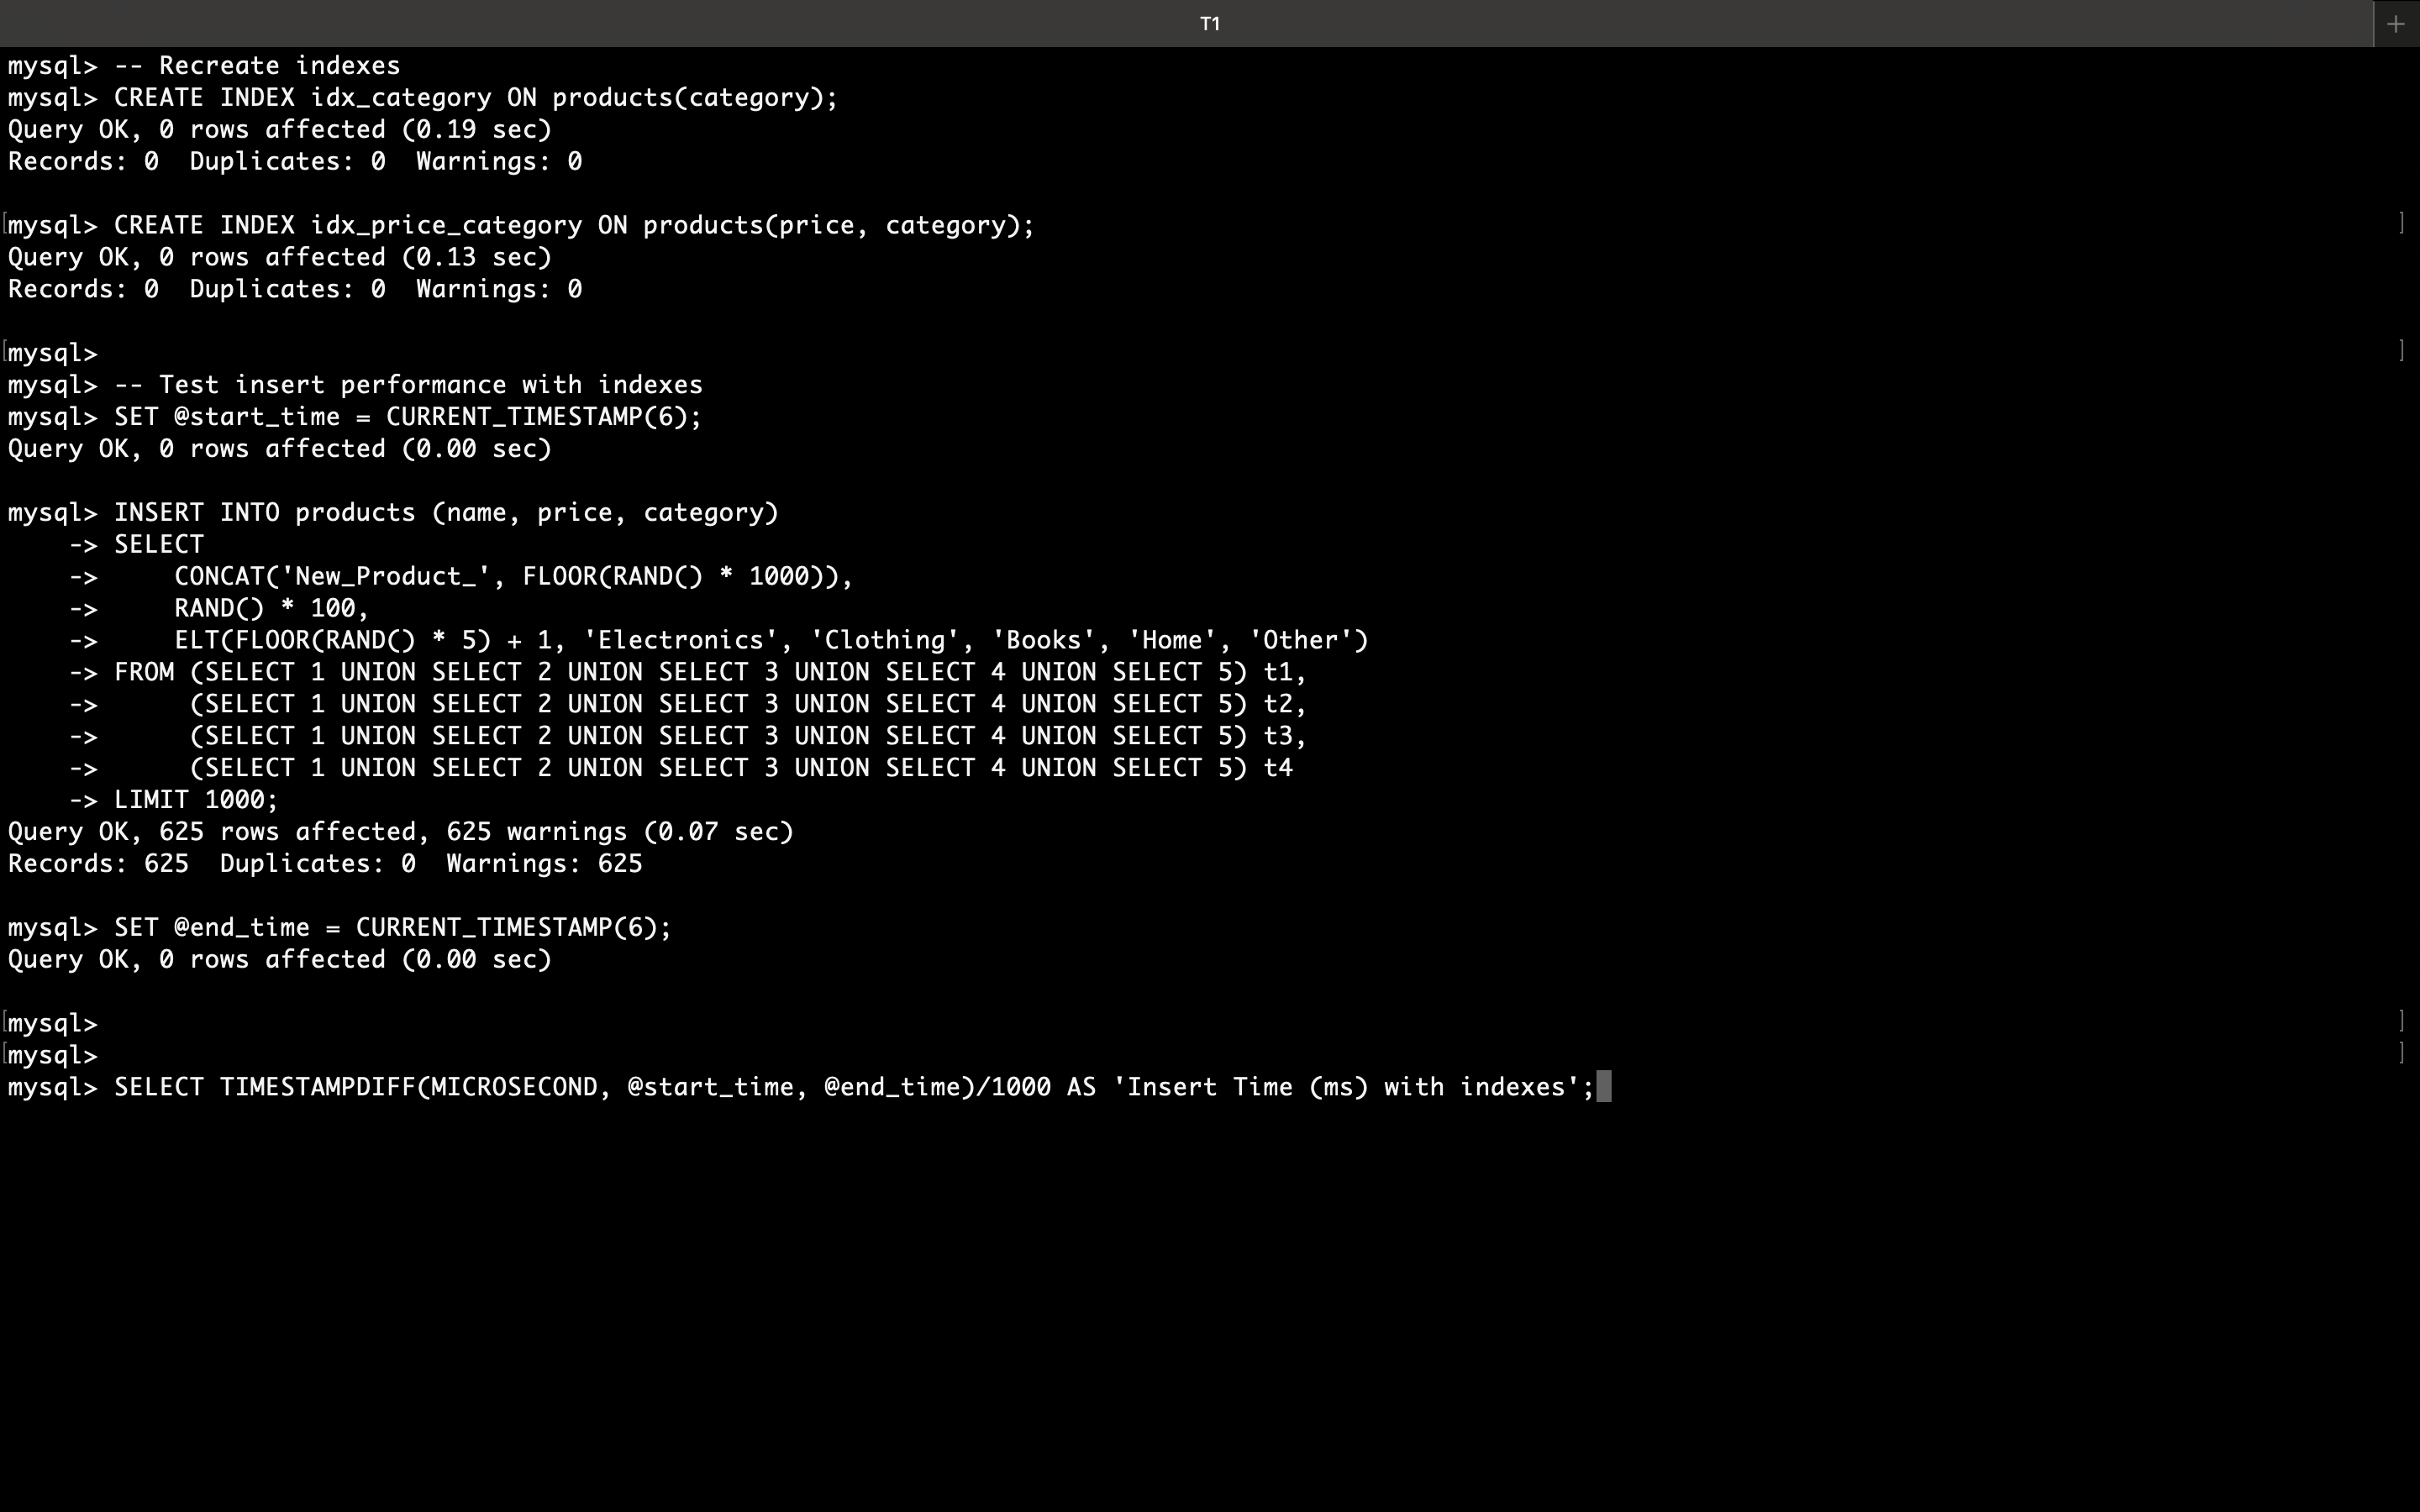 T1
+
mysql> -- Recreate indexes
mysql> CREATE INDEX idx_category ON products(category);
Query OK, 0 rows affected (0.19 sec)
Records: 0  Duplicates: 0  Warnings: 0

[mysql> CREATE INDEX idx_price_category ON products(price, category); ]
Query OK, 0 rows affected (0.13 sec)
Records: 0  Duplicates: 0  Warnings: 0

[mysql> ]
mysql> -- Test insert performance with indexes
mysql> SET @start_time = CURRENT_TIMESTAMP(6);
Query OK, 0 rows affected (0.00 sec)

mysql> INSERT INTO products (name, price, category)
    -> SELECT
    ->     CONCAT('New_Product_', FLOOR(RAND() * 1000)),
    ->     RAND() * 100,
    ->     ELT(FLOOR(RAND() * 5) + 1, 'Electronics', 'Clothing', 'Books', 'Home', 'Other')
    -> FROM (SELECT 1 UNION SELECT 2 UNION SELECT 3 UNION SELECT 4 UNION SELECT 5) t1,
    ->      (SELECT 1 UNION SELECT 2 UNION SELECT 3 UNION SELECT 4 UNION SELECT 5) t2,
    ->      (SELECT 1 UNION SELECT 2 UNION SELECT 3 UNION SELECT 4 UNION SELECT 5) t3,
    ->      (SELECT 1 UNION SELECT 2 UNION SELECT 3 UNION SELECT 4 UNION SELECT 5) t4
    -> LIMIT 1000;
Query OK, 625 rows affected, 625 warnings (0.07 sec)
Records: 625  Duplicates: 0  Warnings: 625

mysql> SET @end_time = CURRENT_TIMESTAMP(6);
Query OK, 0 rows affected (0.00 sec)

[mysql> ]
[mysql> ]
mysql> SELECT TIMESTAMPDIFF(MICROSECOND, @start_time, @end_time)/1000 AS 'Insert Time (ms) with indexes';